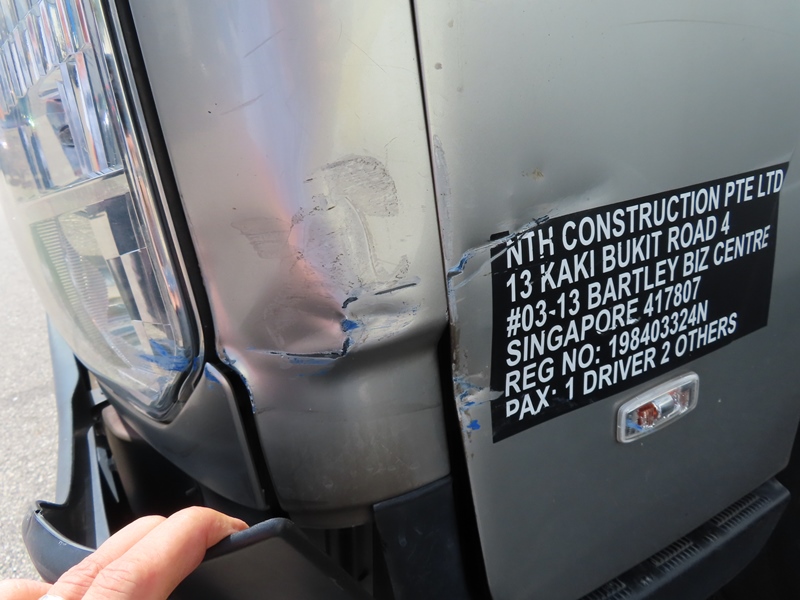 NTH CONSTRUCTION PTE LTD
13 KAKI BUKIT ROAD 4
#03-13 BARTLEY BIZ CENTRE
SINGAPORE 417807
REG NO: 198403324N
PAX: 1 DRIVER 2 OTHERS